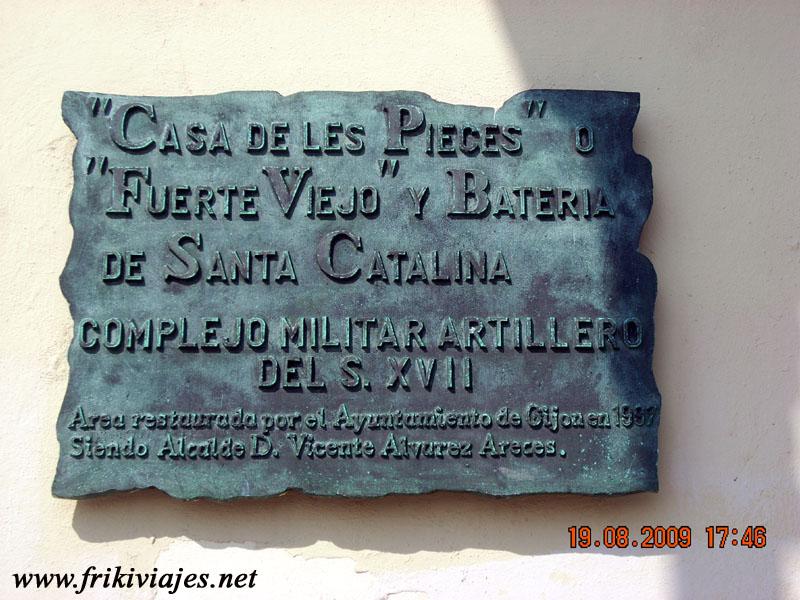 "CASA DE LES PIECES" O
"FUERTE VIEJO" Y BATERIA
DE SANTA CATALINA
COMPLEJO MILITAR ARTILLERO
DEL S. XVII
Area restaurada por el Ayuntamiento de Gijon en 1987
Siendo Alcalde D. Vicente Alvarez Areces.
19.08.2009 17:46
www.frikiviajes.net